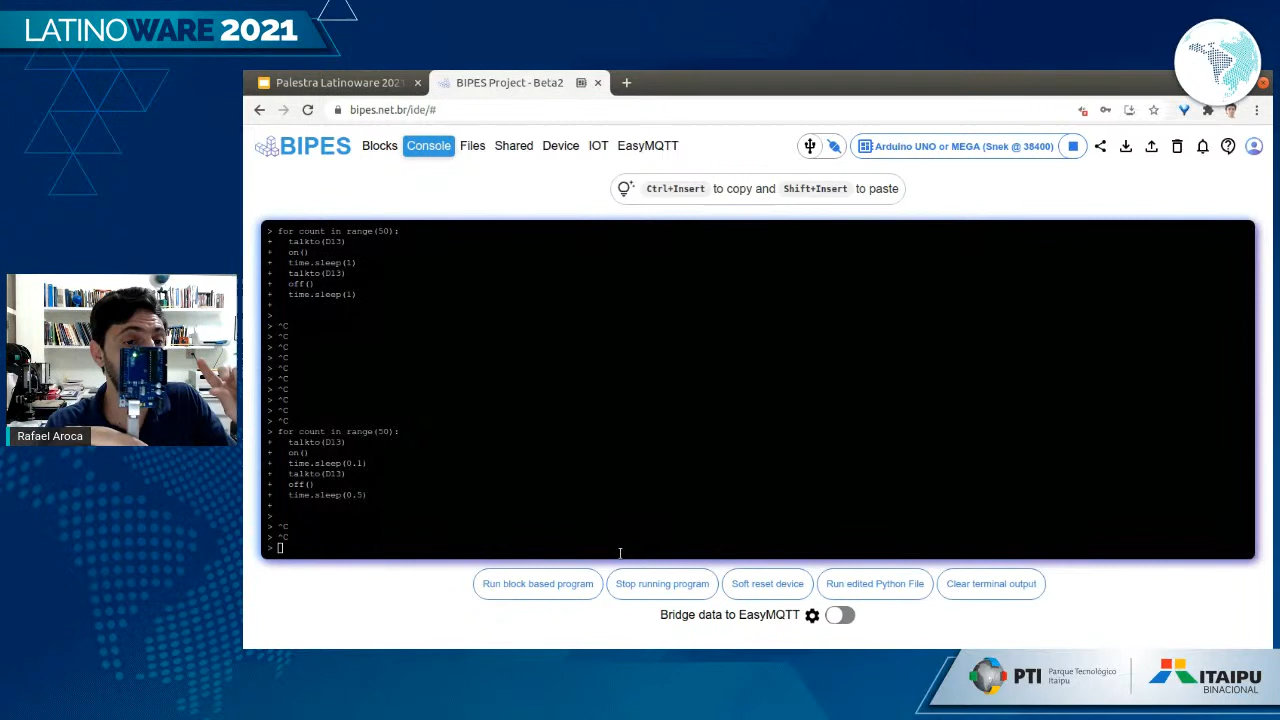 LATINOWARE 2021
Palestra Latinoware 2021
BIPES Project - Beta2
bipes.net.br/ide/#
BIPES
Blocks
Console
Files
Shared
Device
IOT
EasyMQTT
Arduino UNO or MEGA (Snek @ 38400)
Ctrl+Insert to copy and Shift+Insert to paste
> for count in range(50):
+ talkto(D13)
+ on()
+ time.sleep(1)
+ talkto(D13)
+ off()
+ time.sleep(1)
+
>
> ^C
> ^C
> ^C
> ^C
> ^C
> ^C
> ^C
> ^C
> ^C
> ^C
> for count in range(50):
+ talkto(D13)
+ on()
+ time.sleep(0.1)
+ talkto(D13)
+ off()
+ time.sleep(0.5)
+
>
> ^C
> ^C
>
Run block based program
Stop running program
Soft reset device
Run edited Python File
Clear terminal output
Bridge data to EasyMQTT
Rafael Aroca
PTI
Parque Tecnológico
Itaipu
ITAIPU
BINACIONAL